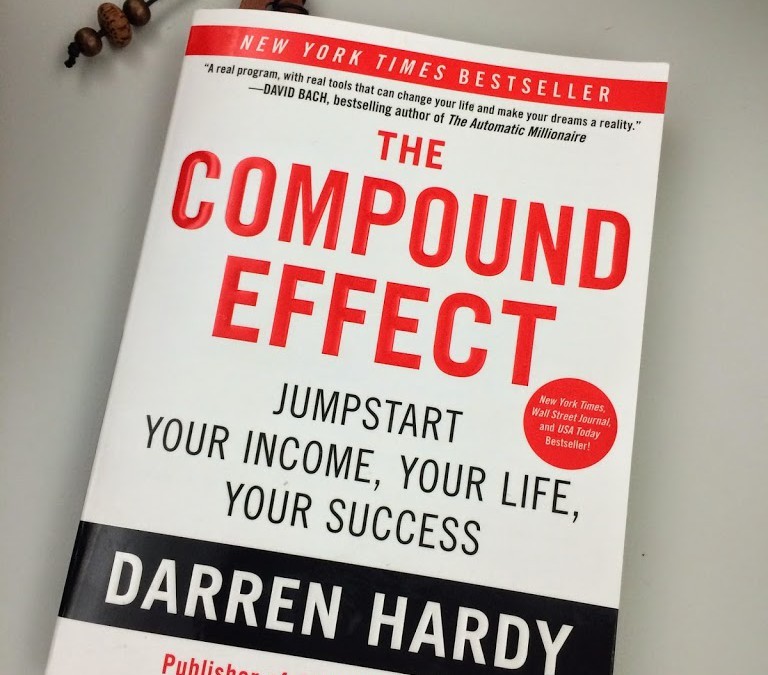 NEW YORK TIMES BESTSELLER
“A real program, with real tools that can change your life and make your dreams a reality.”
—DAVID BACH, bestselling author of The Automatic Millionaire
THE
COMPOUND
EFFECT
JUMPSTART
YOUR INCOME, YOUR LIFE,
YOUR SUCCESS
New York Times,
Wall Street Journal,
and USA Today
Bestseller!
DARREN HARDY
Publisher